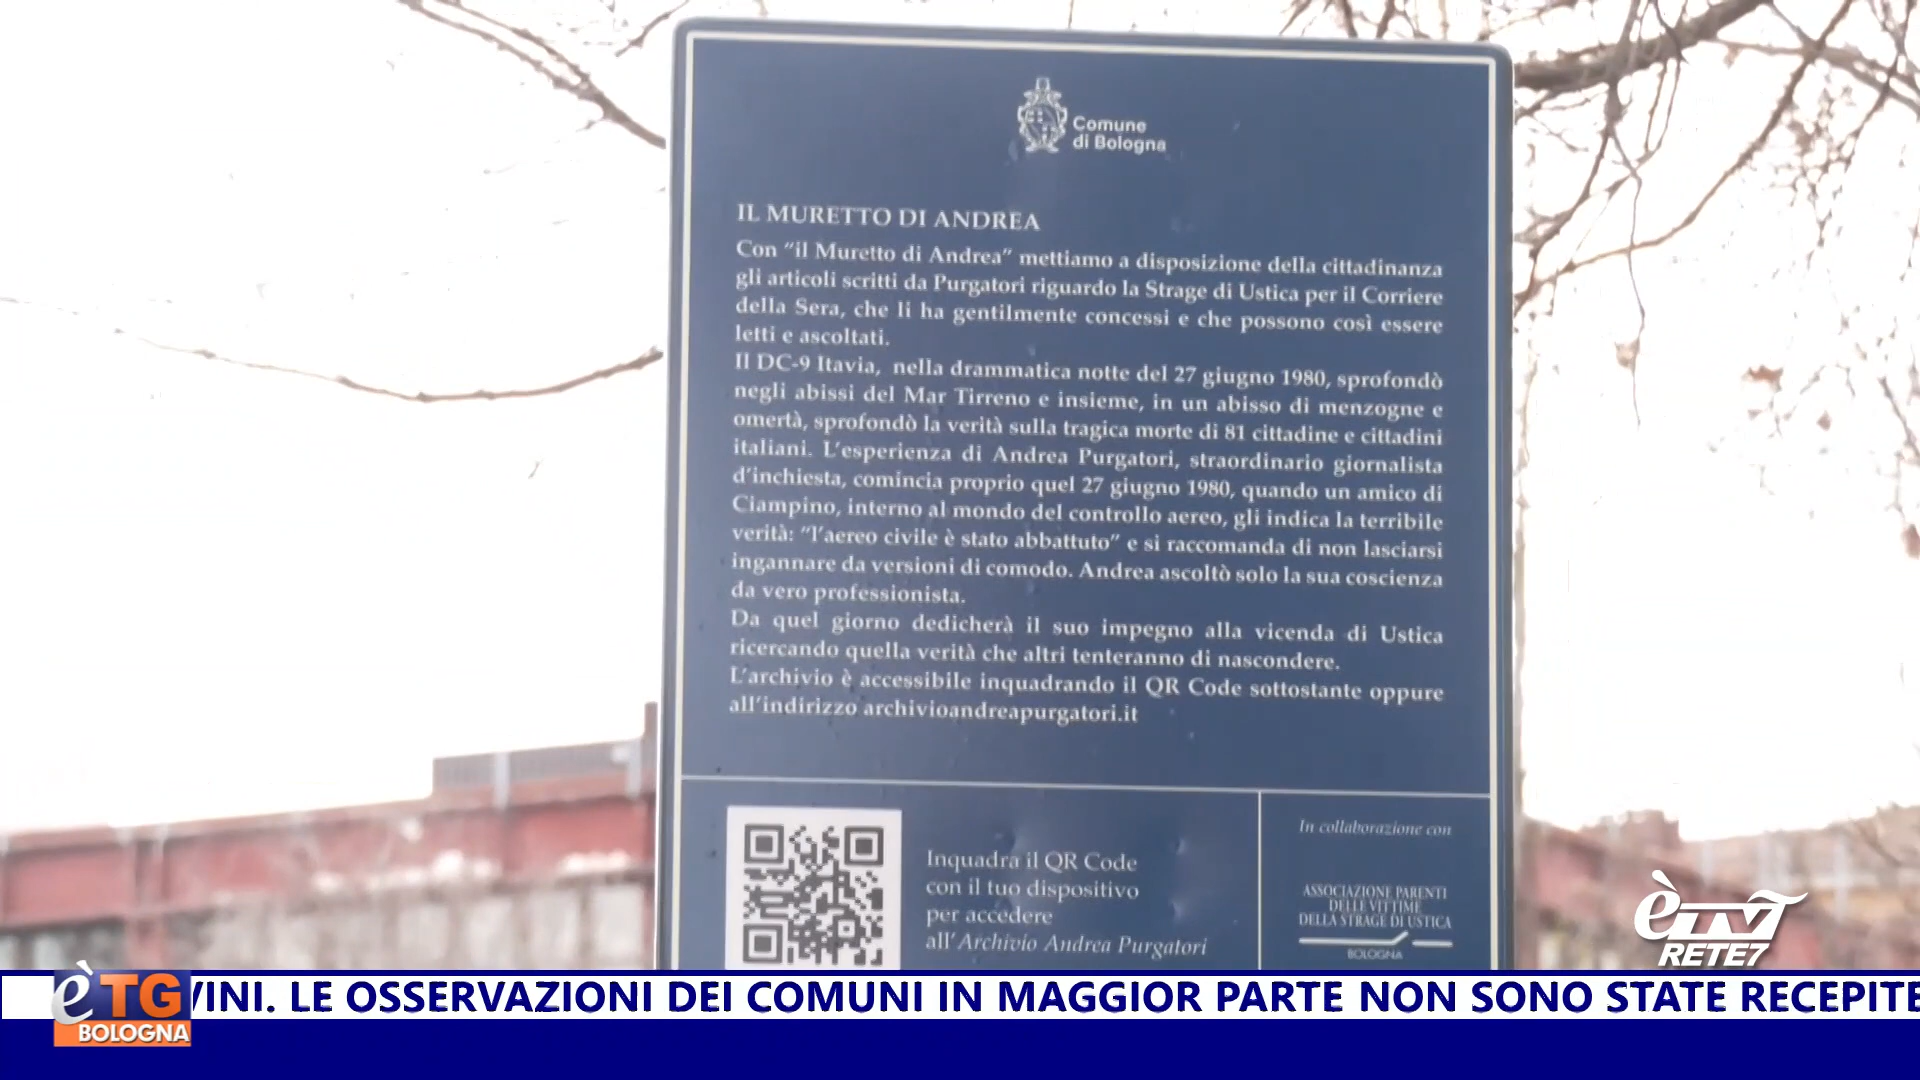 Comune
di Bologna
IL MURETTO DI ANDREA
Con “il Muretto di Andrea” mettiamo a disposizione della cittadinanza
gli articoli scritti da Purgatori riguardo la Strage di Ustica per il Corriere
della Sera, che li ha gentilmente concessi e che possono così essere
letti e ascoltati.
Il DC-9 Itavia, nella drammatica notte del 27 giugno 1980, sprofondò
negli abissi del Mar Tirreno e insieme, in un abisso di menzogne e
omertà, sprofondò la verità sulla tragica morte di 81 cittadine e cittadini
italiani. L'esperienza di Andrea Purgatori, straordinario giornalista
d'inchiesta, comincia proprio quel 27 giugno 1980, quando un amico di
Ciampino, interno al mondo del controllo aereo, gli indica la terribile
verità: “l'aereo civile è stato abbattuto” e si raccomanda di non lasciarsi
ingannare da versioni di comodo. Andrea ascoltò solo la sua coscienza
da vero professionista.
Da quel giorno dedicherà il suo impegno alla vicenda di Ustica
ricercando quella verità che altri tenteranno di nascondere.
L'archivio è accessibile inquadrando il QR Code sottostante oppure
all'indirizzo archivioandreapurgatori.it
Inquadra il QR Code
con il tuo dispositivo
per accedere
all'Archivio Andrea Purgatori
In collaborazione con
ASSOCIAZIONE PARENTI
DELLE VITTIME
DELLA STRAGE DI USTICA
BOLOGNA
ètv
RETE7
èTG
BOLOGNA
VINI. LE OSSERVAZIONI DEI COMUNI IN MAGGIOR PARTE NON SONO STATE RECEPITE